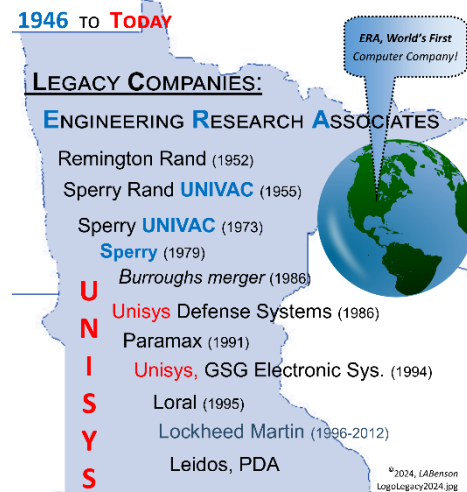 1946 TO TODAY
ERA, World's First
Computer Company!
LEGACY COMPANIES:
ENGINEERING RESEARCH ASSOCIATES
Remington Rand (1952)
Sperry Rand UNIVAC (1955)
Sperry UNIVAC (1973)
Sperry (1979)
Burroughs merger (1986)
UNISYS
Unisys Defense Systems (1986)
Paramax (1991)
Unisys, GSG Electronic Sys. (1994)
Loral (1995)
Lockheed Martin (1996-2012)
Leidos, PDA
©2024, LABenson
LogoLegacy2024.jpg